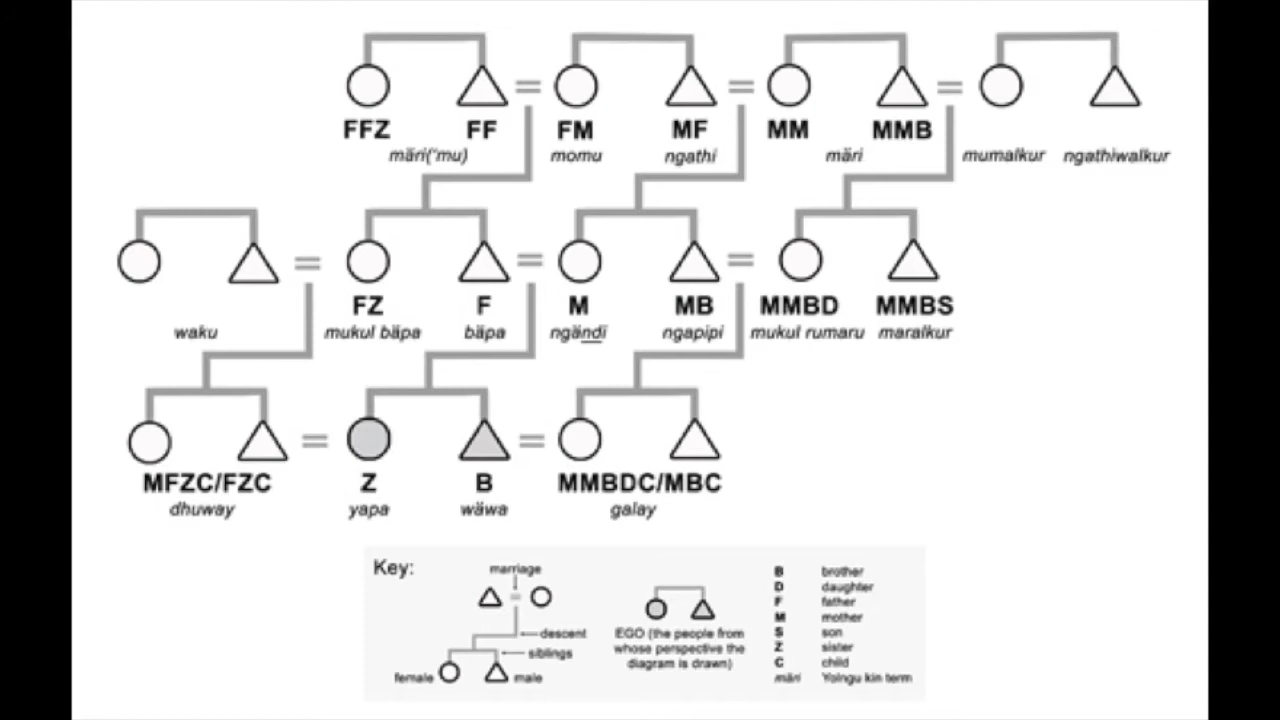 FFZ FF FM MF MM MMB
märi(‘mu) momu ngathi märi mumalkur ngathiwalkur
FZ F M MB MMBD MMBS
waku mukul bäpa bäpa ngändi ngapipi mukul rumaru maralkur
MFZC/FZC Z B MMBDC/MBC
dhuway yapa wäwa galay
Key:
marriage
=
descent
siblings
female male
EGO (the people from
whose perspective the
diagram is drawn)
B brother
D daughter
F father
M mother
S son
Z sister
C child
märi Yolngu kin term